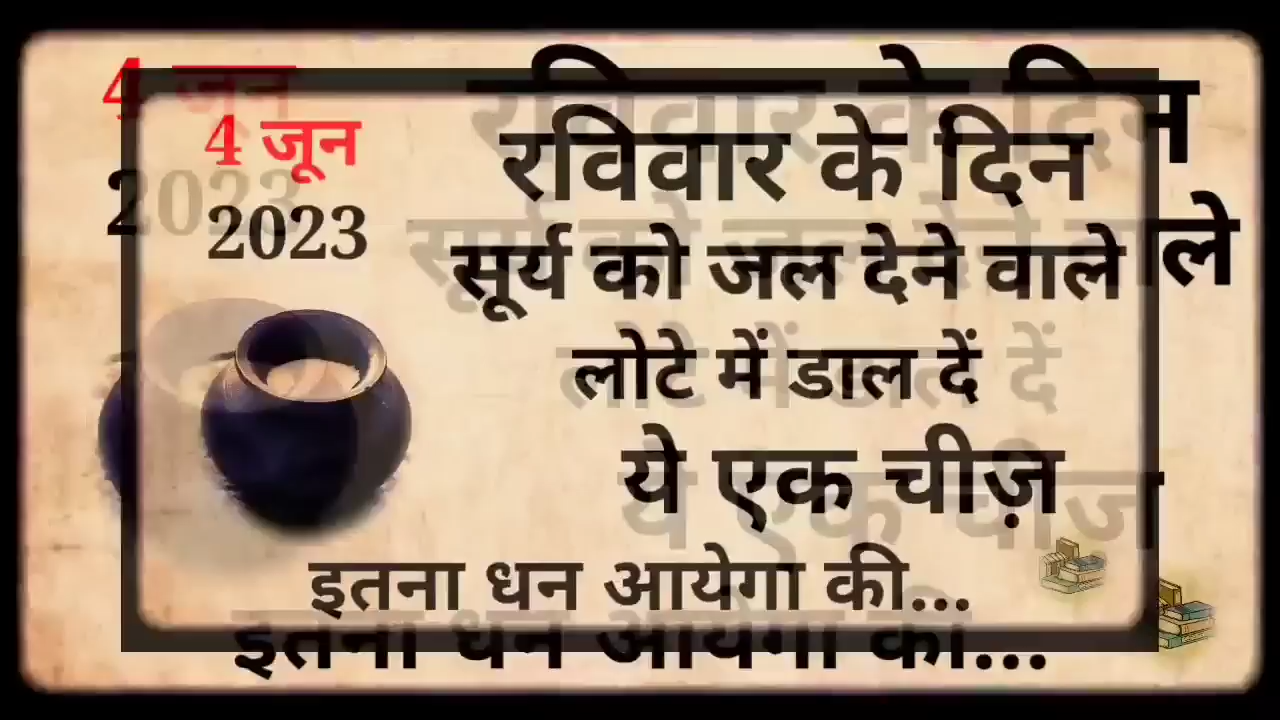 4 जून
2023
रविवार के दिन
सूर्य को जल देने वाले
लोटे में डाल दें
ये एक चीज़
इतना धन आयेगा की...